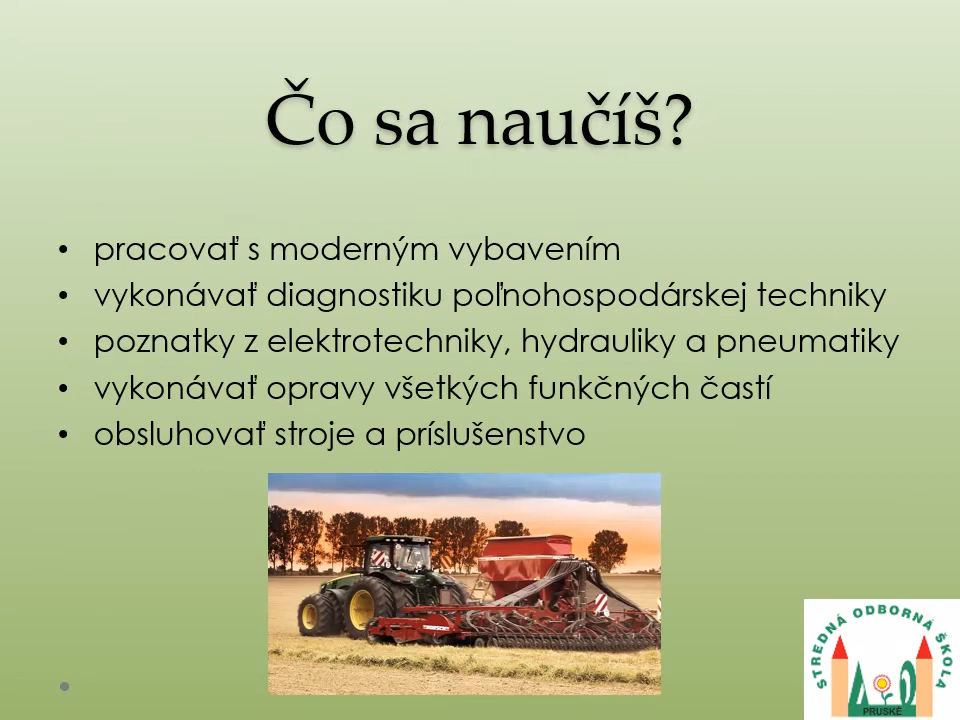 Čo sa naučíš?
• pracovať s moderným vybavením
• vykonávať diagnostiku poľnohospodárskej techniky
• poznatky z elektrotechniky, hydrauliky a pneumatiky
• vykonávať opravy všetkých funkčných častí
• obsluhovať stroje a príslušenstvo
STREDNÁ ODBORNÁ ŠKOLA
PRUSKÉ